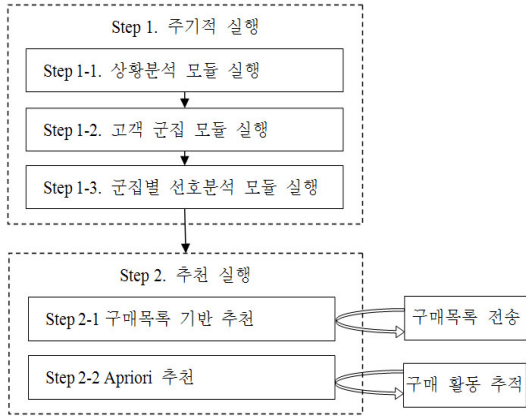 Step 1. 주기적 실행
Step 1-1. 상황분석 모듈 실행
Step 1-2. 고객 군집 모듈 실행
Step 1-3. 군집별 선호분석 모듈 실행
Step 2. 추천 실행
Step 2-1 구매목록 기반 추천
구매목록 전송
Step 2-2 Apriori 추천
구매 활동 추적